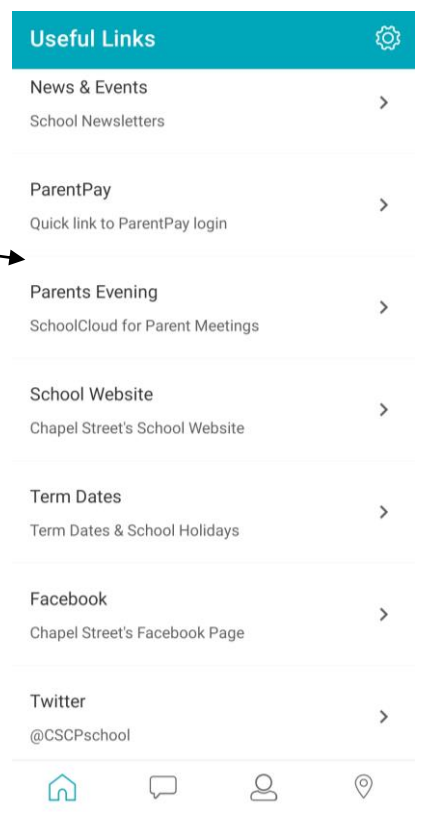 Useful Links
News & Events
School Newsletters
ParentPay
Quick link to ParentPay login
Parents Evening
SchoolCloud for Parent Meetings
School Website
Chapel Street's School Website
Term Dates
Term Dates & School Holidays
Facebook
Chapel Street's Facebook Page
Twitter
@CSCPschool